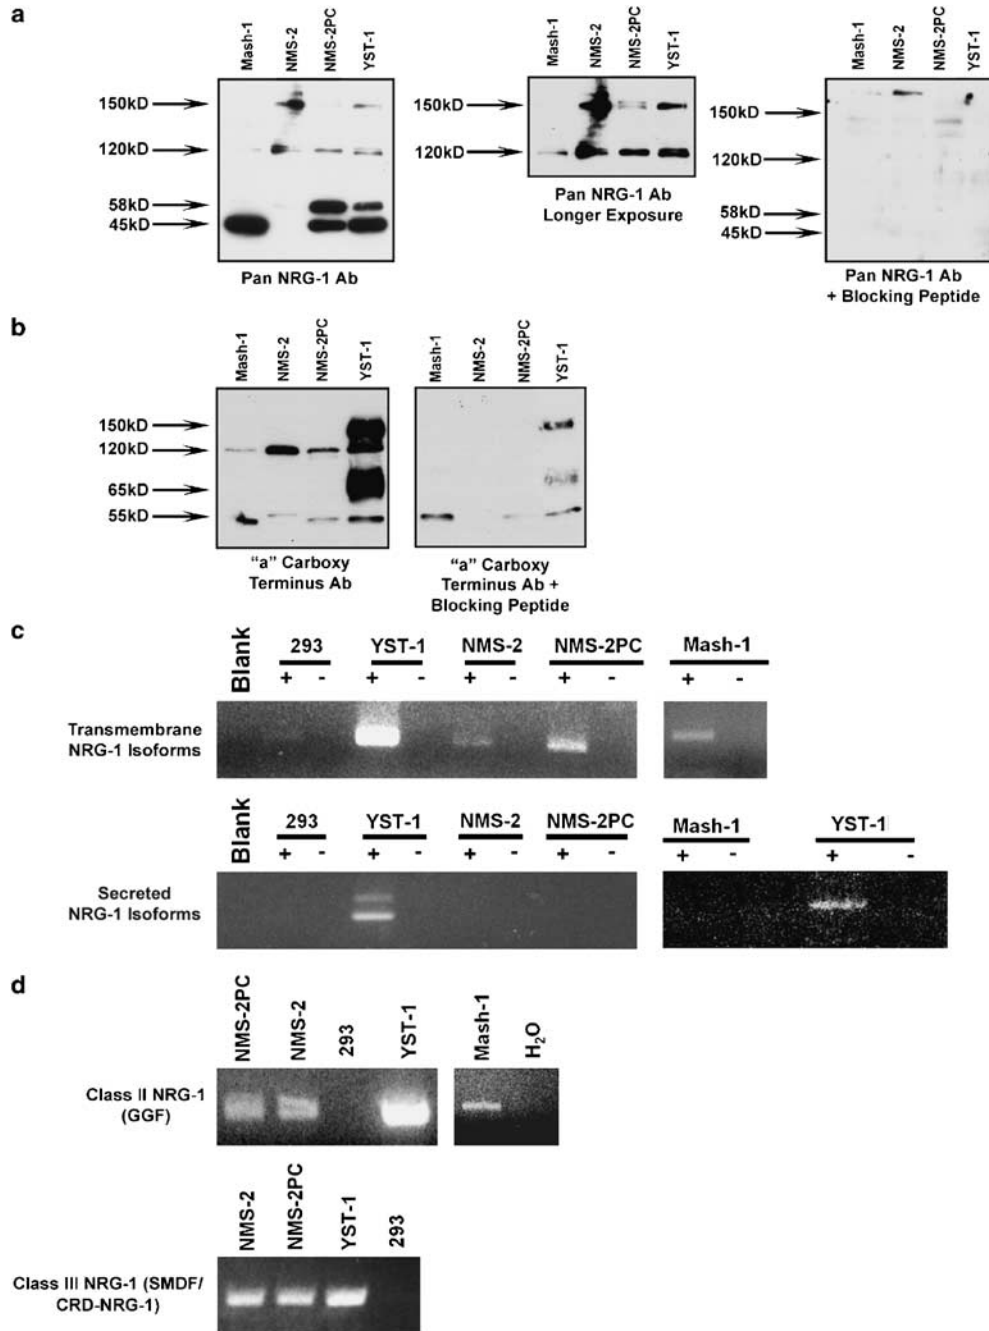 a
Mash-1
NMS-2
NMS-2PC
YST-1
150kD
120kD
58kD
45kD
Pan NRG-1 Ab
Mash-1
NMS-2
NMS-2PC
YST-1
150kD
120kD
Pan NRG-1 Ab
Longer Exposure
Mash-1
NMS-2
NMS-2PC
YST-1
150kD
120kD
58kD
45kD
Pan NRG-1 Ab
+ Blocking Peptide
b
Mash-1
NMS-2
NMS-2PC
YST-1
150kD
120kD
65kD
55kD
“a” Carboxy
Terminus Ab
Mash-1
NMS-2
NMS-2PC
YST-1
“a” Carboxy
Terminus Ab +
Blocking Peptide
c
Blank
293
YST-1
NMS-2
NMS-2PC
Mash-1
+ - + - + - + - + -
Transmembrane
NRG-1 Isoforms
Blank
293
YST-1
NMS-2
NMS-2PC
Mash-1
YST-1
+ - + - + - + - + - + -
Secreted
NRG-1 Isoforms
d
NMS-2PC
NMS-2
293
YST-1
Mash-1
H₂O
Class II NRG-1
(GGF)
NMS-2
NMS-2PC
YST-1
293
Class III NRG-1 (SMDF/
CRD-NRG-1)